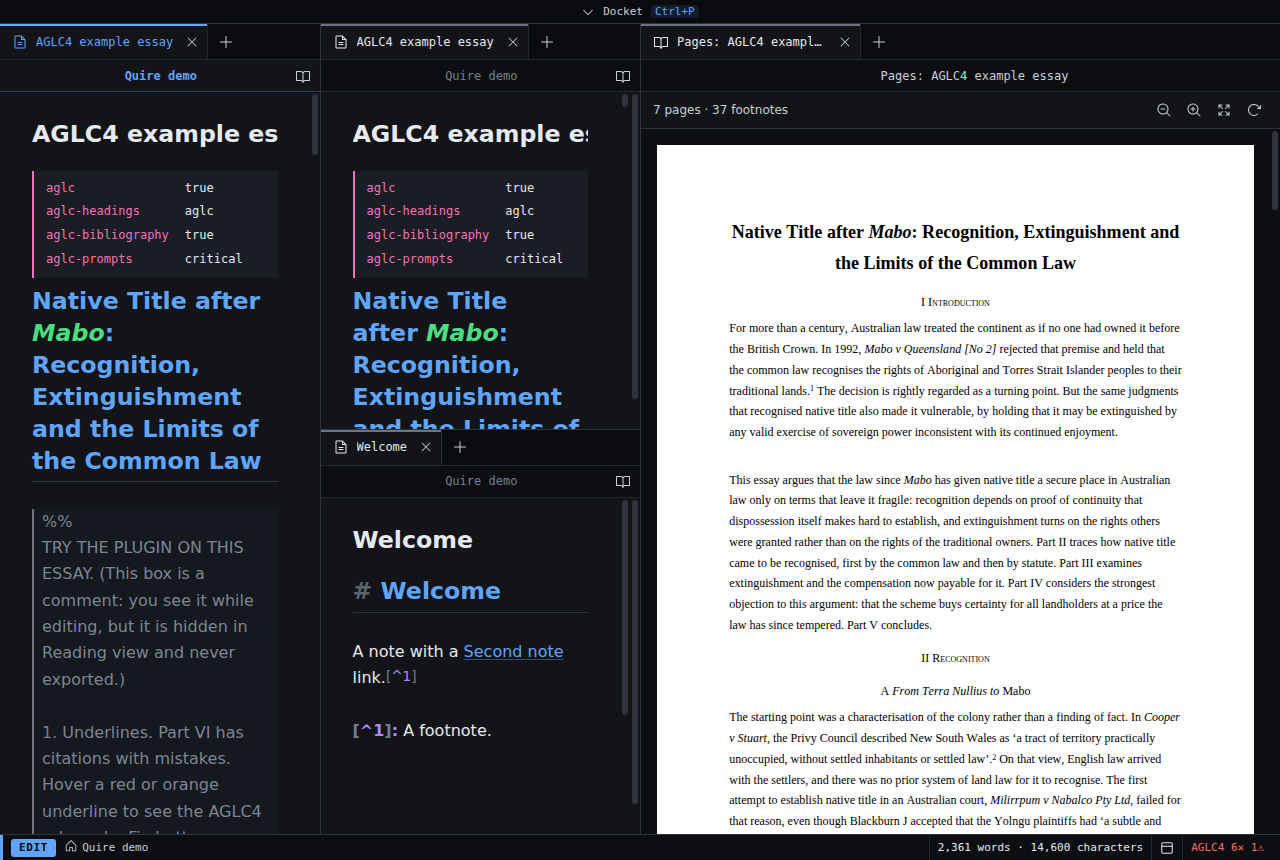 Docket Ctrl+P
AGLC4 example essay
Quire demo
AGLC4 example es
aglc true
aglc-headings aglc
aglc-bibliography true
aglc-prompts critical
Native Title after
Mabo:
Recognition,
Extinguishment
and the Limits of
the Common Law
%%
TRY THE PLUGIN ON THIS
ESSAY. (This box is a
comment: you see it while
editing, but it is hidden in
Reading view and never
exported.)
1. Underlines. Part VI has
citations with mistakes.
Hover a red or orange
underline to see the AGLC4
AGLC4 example essay
Quire demo
AGLC4 example es
aglc true
aglc-headings aglc
aglc-bibliography true
aglc-prompts critical
Native Title
after Mabo:
Recognition,
Extinguishment
and the Limits of
Welcome
Quire demo
Welcome
# Welcome
A note with a Second note
link.[^1]
[^1]: A footnote.
Pages: AGLC4 exampl…
Pages: AGLC4 example essay
7 pages · 37 footnotes
Native Title after Mabo: Recognition, Extinguishment and
the Limits of the Common Law
I Introduction
For more than a century, Australian law treated the continent as if no one had owned it before
the British Crown. In 1992, Mabo v Queensland [No 2] rejected that premise and held that
the common law recognises the rights of Aboriginal and Torres Strait Islander peoples to their
traditional lands.1 The decision is rightly regarded as a turning point. But the same judgments
that recognised native title also made it vulnerable, by holding that it may be extinguished by
any valid exercise of sovereign power inconsistent with its continued enjoyment.
This essay argues that the law since Mabo has given native title a secure place in Australian
law only on terms that leave it fragile: recognition depends on proof of continuity that
dispossession itself makes hard to establish, and extinguishment turns on the rights others
were granted rather than on the rights of the traditional owners. Part II traces how native title
came to be recognised, first by the common law and then by statute. Part III examines
extinguishment and the compensation now payable for it. Part IV considers the strongest
objection to this argument: that the scheme buys certainty for all landholders at a price the
law has since tempered. Part V concludes.
II Recognition
A From Terra Nullius to Mabo
The starting point was a characterisation of the colony rather than a finding of fact. In Cooper
v Stuart, the Privy Council described New South Wales as ‘a tract of territory practically
unoccupied, without settled inhabitants or settled law’.2 On that view, English law arrived
with the settlers, and there was no prior system of land law for it to recognise. The first
attempt to establish native title in an Australian court, Milirrpum v Nabalco Pty Ltd, failed for
that reason, even though Blackburn J accepted that the Yolngu plaintiffs had ‘a subtle and
EDIT Quire demo
2,361 words · 14,600 characters
AGLC4 6× 1⚠